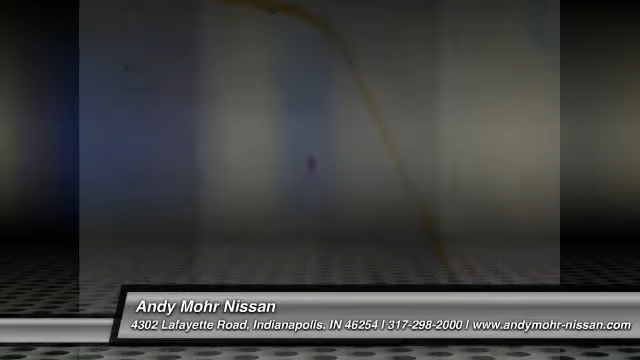 Andy Mohr Nissan
4302 Lafayette Road, Indianapolis, IN 46254 | 317-298-2000 | www.andymohr-nissan.com